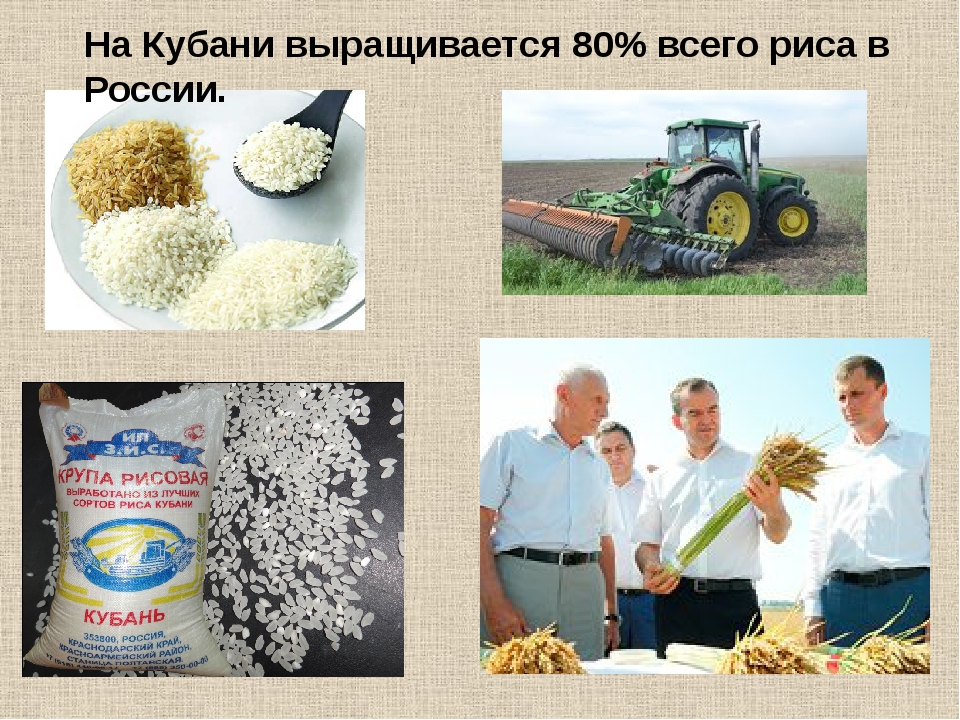 На Кубани выращивается 80% всего риса в
России.
ИП
З.Й.С.
КРУПА РИСОВАЯ
ВЫРАБОТАНО ИЗ ЛУЧШИХ
СОРТОВ РИСА КУБАНИ
КУБАНЬ
353800, РОССИЯ,
КРАСНОДАРСКИЙ КРАЙ,
КРАСНОАРМЕЙСКИЙ РАЙОН,
СТАНИЦА ПОЛТАВСКАЯ